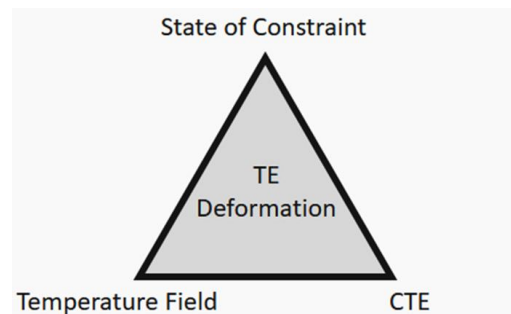 State of Constraint
TE
Deformation
Temperature Field
CTE